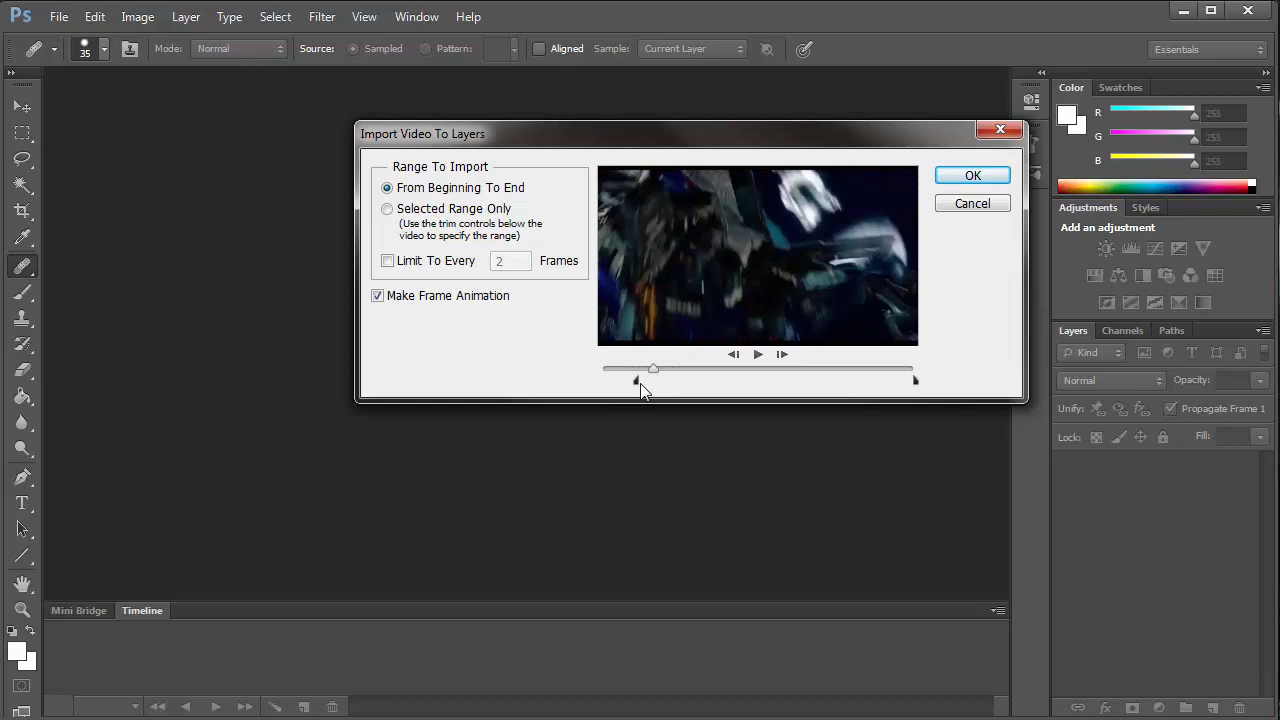 Ps File Edit Image Layer Type Select Filter View Window Help
35 Mode: Normal Source: Sampled Pattern: Aligned Sample: Current Layer Essentials
Color Swatches
R 255
G 255
B 255
Adjustments Styles
Add an adjustment
Layers Channels Paths
Kind
Normal Opacity:
Unify: Propagate Frame 1
Lock: Fill:
Import Video To Layers
Range To Import
From Beginning To End
Selected Range Only
(Use the trim controls below the
video to specify the range)
Limit To Every 2 Frames
Make Frame Animation
OK
Cancel
Mini Bridge Timeline